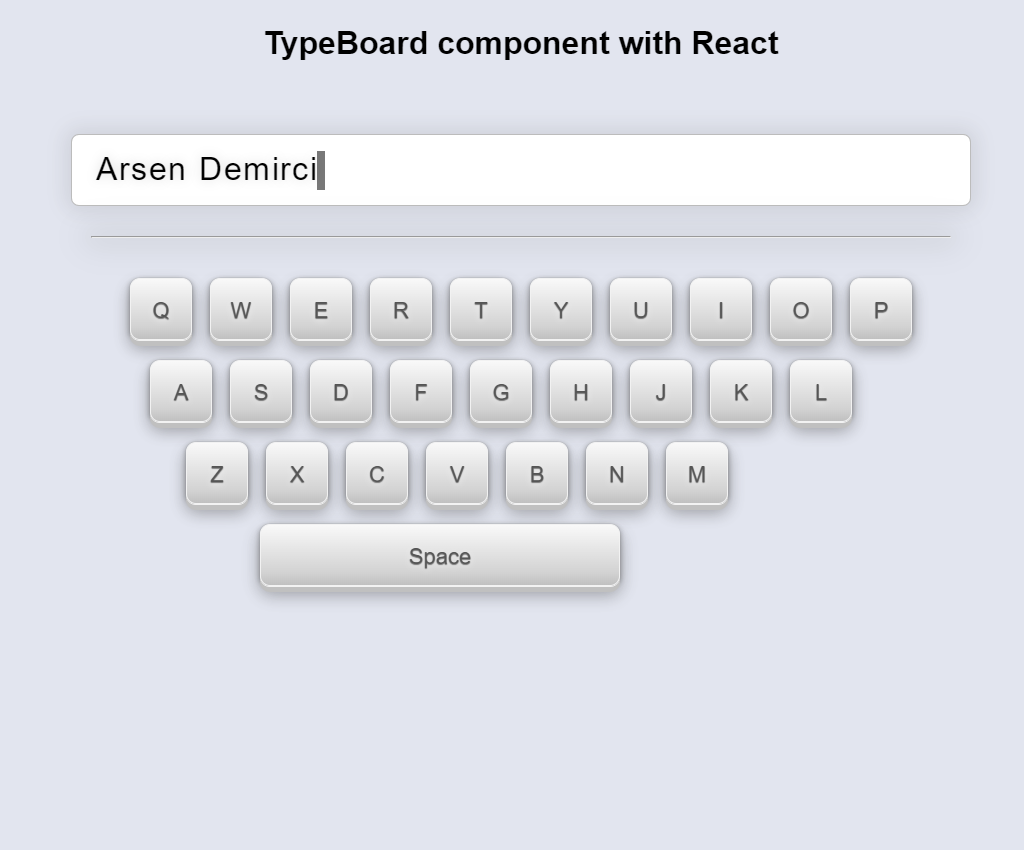 TypeBoard component with React
Arsen Demirci
Q W E R T Y U I O P
A S D F G H J K L
Z X C V B N M
Space